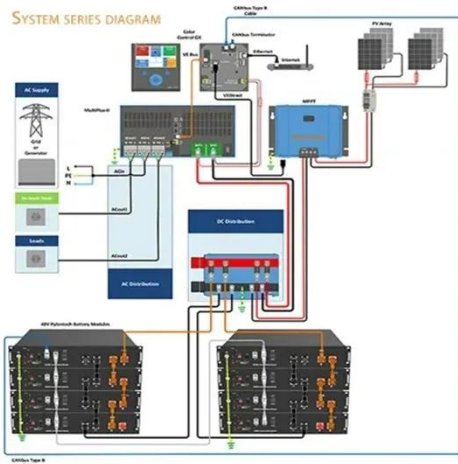 SYSTEM SERIES DIAGRAM
CANbus Type B
Cable
Color
Control GX
CANbus Terminator
PV Array
VE.Bus
Ethernet
Internet
AC Supply
Grid
or
Generator
MultiPlus-II
VE.Direct
MPPT
L
PE
N
ACin
ACout1
Loads
ACout2
DC Distribution
AC Distribution
48V Pylontech Battery Modules
CANbus Type B